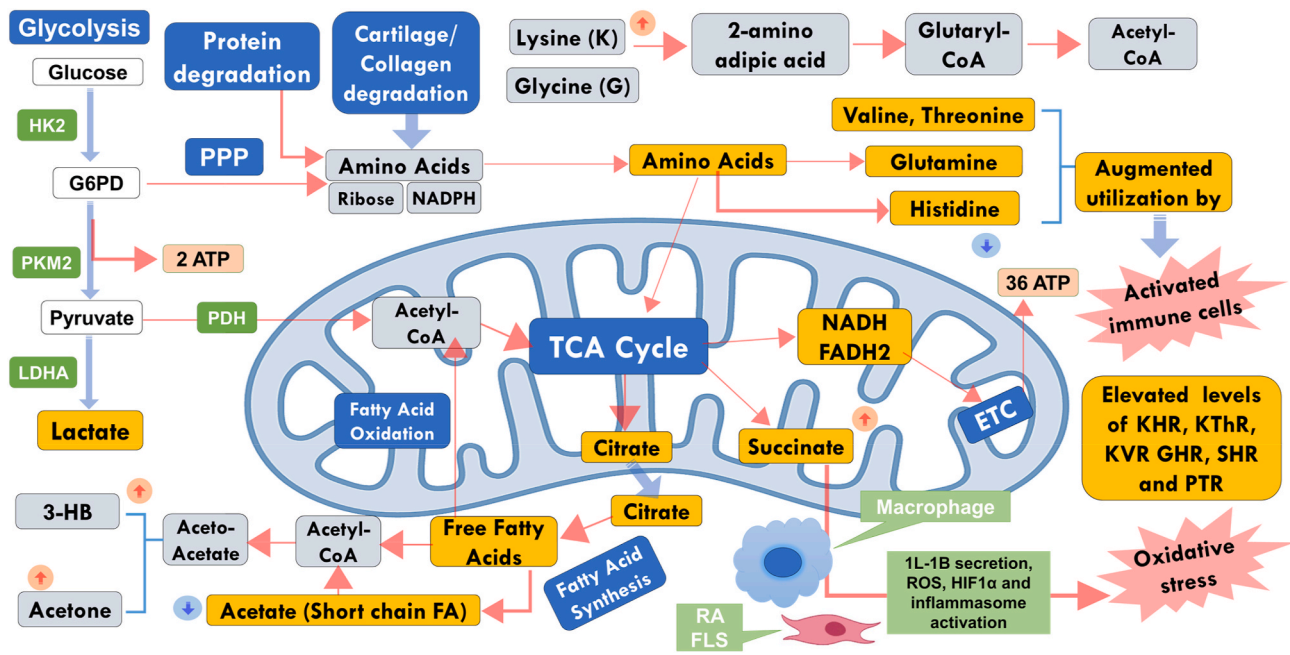 Glycolysis
Glucose
HK2
G6PD
PKM2
2 ATP
Pyruvate
PDH
LDHA
Lactate
Protein
degradation
Cartilage/
Collagen
degradation
PPP
Amino Acids
Ribose
NADPH
Lysine (K)
2-amino
adipic acid
Glutaryl-
CoA
Acetyl-
CoA
Glycine (G)
Amino Acids
Valine, Threonine
Glutamine
Histidine
Augmented
utilization by
Activated
immune cells
36 ATP
Acetyl-
CoA
TCA Cycle
NADH
FADH2
ETC
Fatty Acid
Oxidation
Citrate
Succinate
Elevated levels
of KHR, KThR,
KVR GHR, SHR
and PTR
3-HB
Aceto-
Acetate
Acetyl-
CoA
Free Fatty
Acids
Citrate
Macrophage
Acetone
Acetate (Short chain FA)
Fatty Acid
Synthesis
RA
FLS
1L-1B secretion,
ROS, HIF1α and
inflammasome
activation
Oxidative
stress